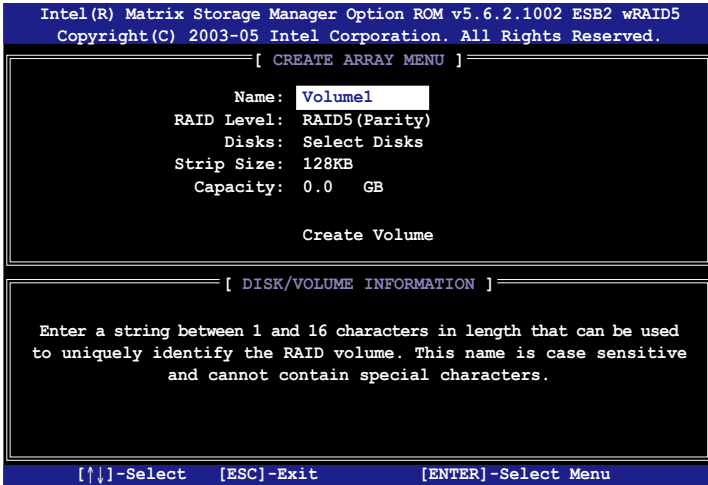 Intel(R) Matrix Storage Manager Option ROM v5.6.2.1002 ESB2 wRAID5
Copyright(C) 2003-05 Intel Corporation. All Rights Reserved.
[ CREATE ARRAY MENU ]
Name: Volume1
RAID Level: RAID5(Parity)
Disks: Select Disks
Strip Size: 128KB
Capacity: 0.0 GB
Create Volume
[ DISK/VOLUME INFORMATION ]
Enter a string between 1 and 16 characters in length that can be used
to uniquely identify the RAID volume. This name is case sensitive
and cannot contain special characters.
[↑↓]-Select [ESC]-Exit [ENTER]-Select Menu